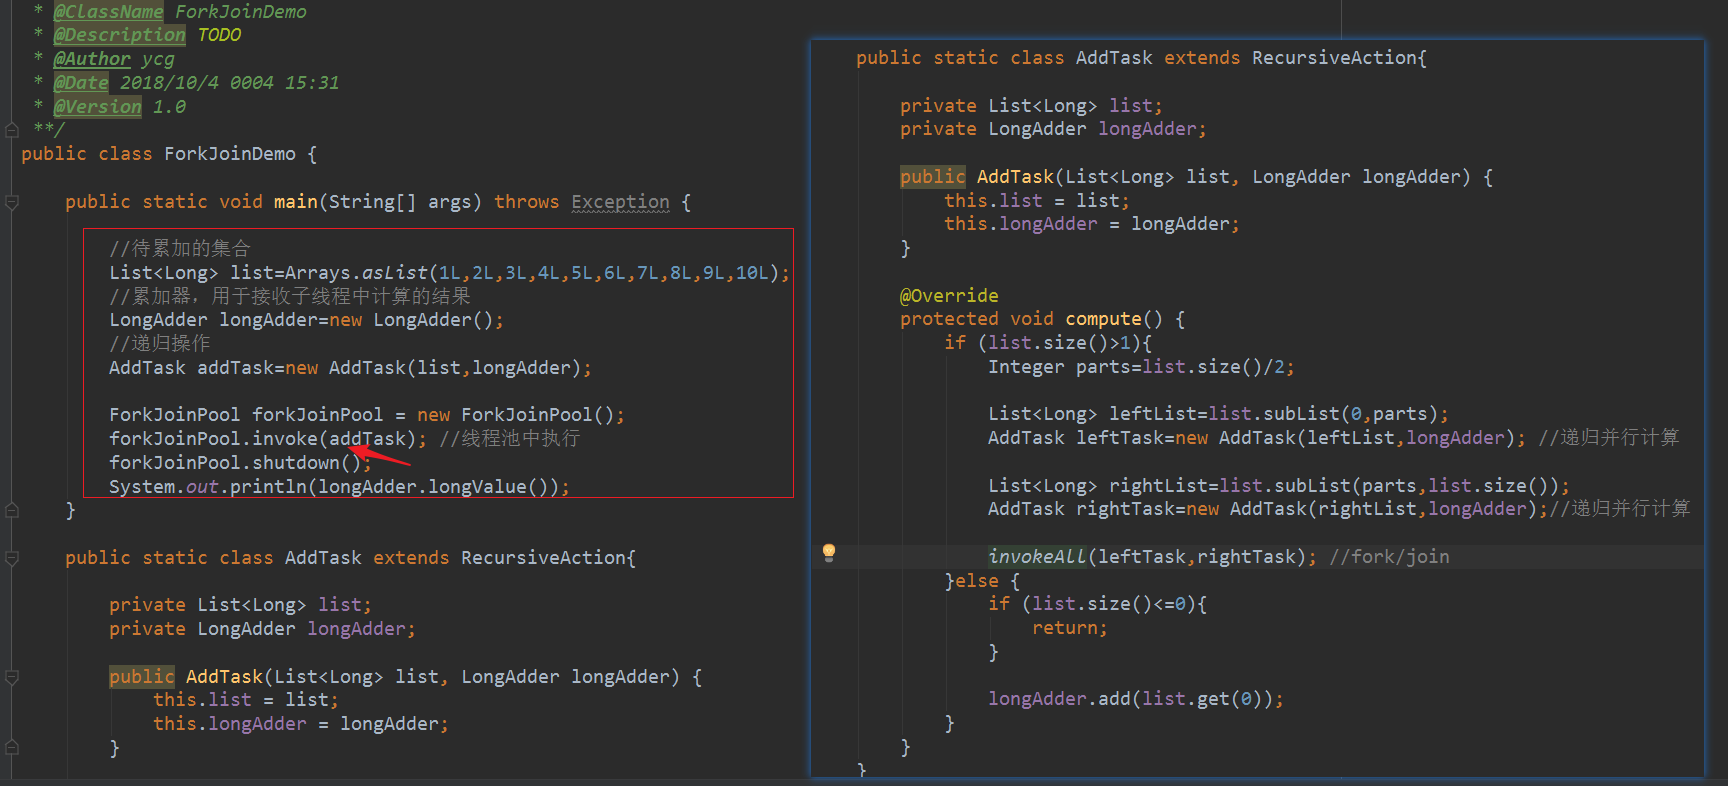 * @ClassName ForkJoinDemo
* @Description TODO
* @Author ycg
* @Date 2018/10/4 0004 15:31
* @Version 1.0
**/
public class ForkJoinDemo {
public static void main(String[] args) throws Exception {
//待累加的集合
List<Long> list=Arrays.asList(1L,2L,3L,4L,5L,6L,7L,8L,9L,10L);
//累加器，用于接收子线程中计算的结果
LongAdder longAdder=new LongAdder();
//递归操作
AddTask addTask=new AddTask(list,longAdder);
ForkJoinPool forkJoinPool = new ForkJoinPool();
forkJoinPool.invoke(addTask); //线程池中执行
forkJoinPool.shutdown();
System.out.println(longAdder.longValue());
}
public static class AddTask extends RecursiveAction{
private List<Long> list;
private LongAdder longAdder;
public AddTask(List<Long> list, LongAdder longAdder) {
this.list = list;
this.longAdder = longAdder;
}
public static class AddTask extends RecursiveAction{
private List<Long> list;
private LongAdder longAdder;
public AddTask(List<Long> list, LongAdder longAdder) {
this.list = list;
this.longAdder = longAdder;
}
@Override
protected void compute() {
if (list.size()>1){
Integer parts=list.size()/2;
List<Long> leftList=list.subList(0,parts);
AddTask leftTask=new AddTask(leftList,longAdder); //递归并行计算
List<Long> rightList=list.subList(parts,list.size());
AddTask rightTask=new AddTask(rightList,longAdder);//递归并行计算
invokeAll(leftTask,rightTask); //fork/join
}else {
if (list.size()<=0){
return;
}
longAdder.add(list.get(0));
}
}
}